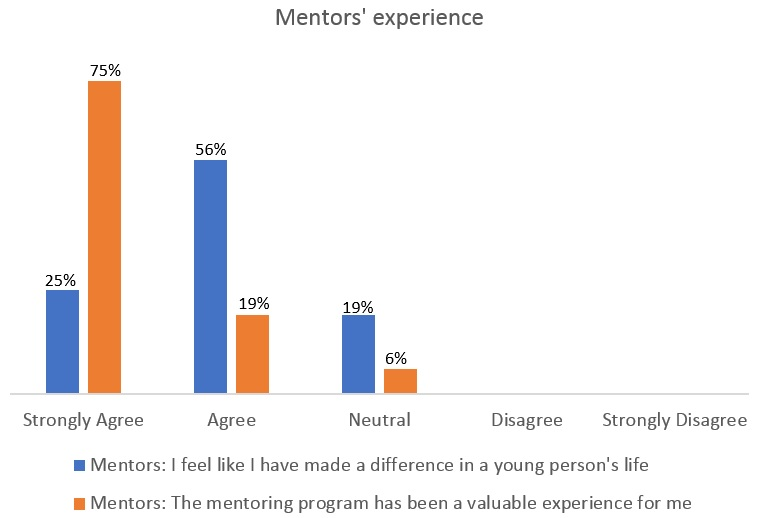 Mentors' experience
75%
56%
25%
19%
19%
6%
Strongly Agree
Agree
Neutral
Disagree
Strongly Disagree
Mentors: I feel like I have made a difference in a young person's life
Mentors: The mentoring program has been a valuable experience for me